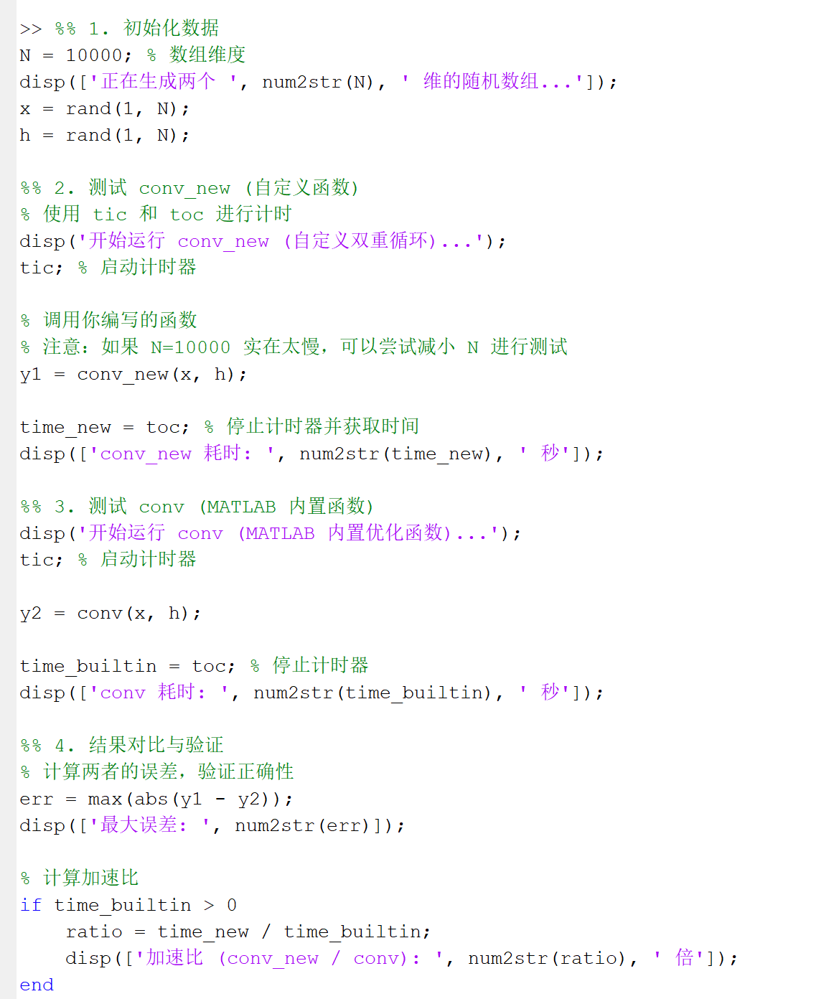 >> %% 1. 初始化数据
N = 10000; % 数组维度
disp(['正在生成两个 ', num2str(N), ' 维的随机数组...']);
x = rand(1, N);
h = rand(1, N);
%% 2. 测试 conv_new (自定义函数)
% 使用 tic 和 toc 进行计时
disp('开始运行 conv_new (自定义双重循环)...');
tic; % 启动计时器
% 调用你编写的函数
% 注意：如果 N=10000 实在太慢，可以尝试减小 N 进行测试
y1 = conv_new(x, h);
time_new = toc; % 停止计时器并获取时间
disp(['conv_new 耗时: ', num2str(time_new), ' 秒']);
%% 3. 测试 conv (MATLAB 内置函数)
disp('开始运行 conv (MATLAB 内置优化函数)...');
tic; % 启动计时器
y2 = conv(x, h);
time_builtin = toc; % 停止计时器
disp(['conv 耗时: ', num2str(time_builtin), ' 秒']);
%% 4. 结果对比与验证
% 计算两者的误差，验证正确性
err = max(abs(y1 - y2));
disp(['最大误差: ', num2str(err)]);
% 计算加速比
if time_builtin > 0
    ratio = time_new / time_builtin;
    disp(['加速比 (conv_new / conv): ', num2str(ratio), ' 倍']);
end